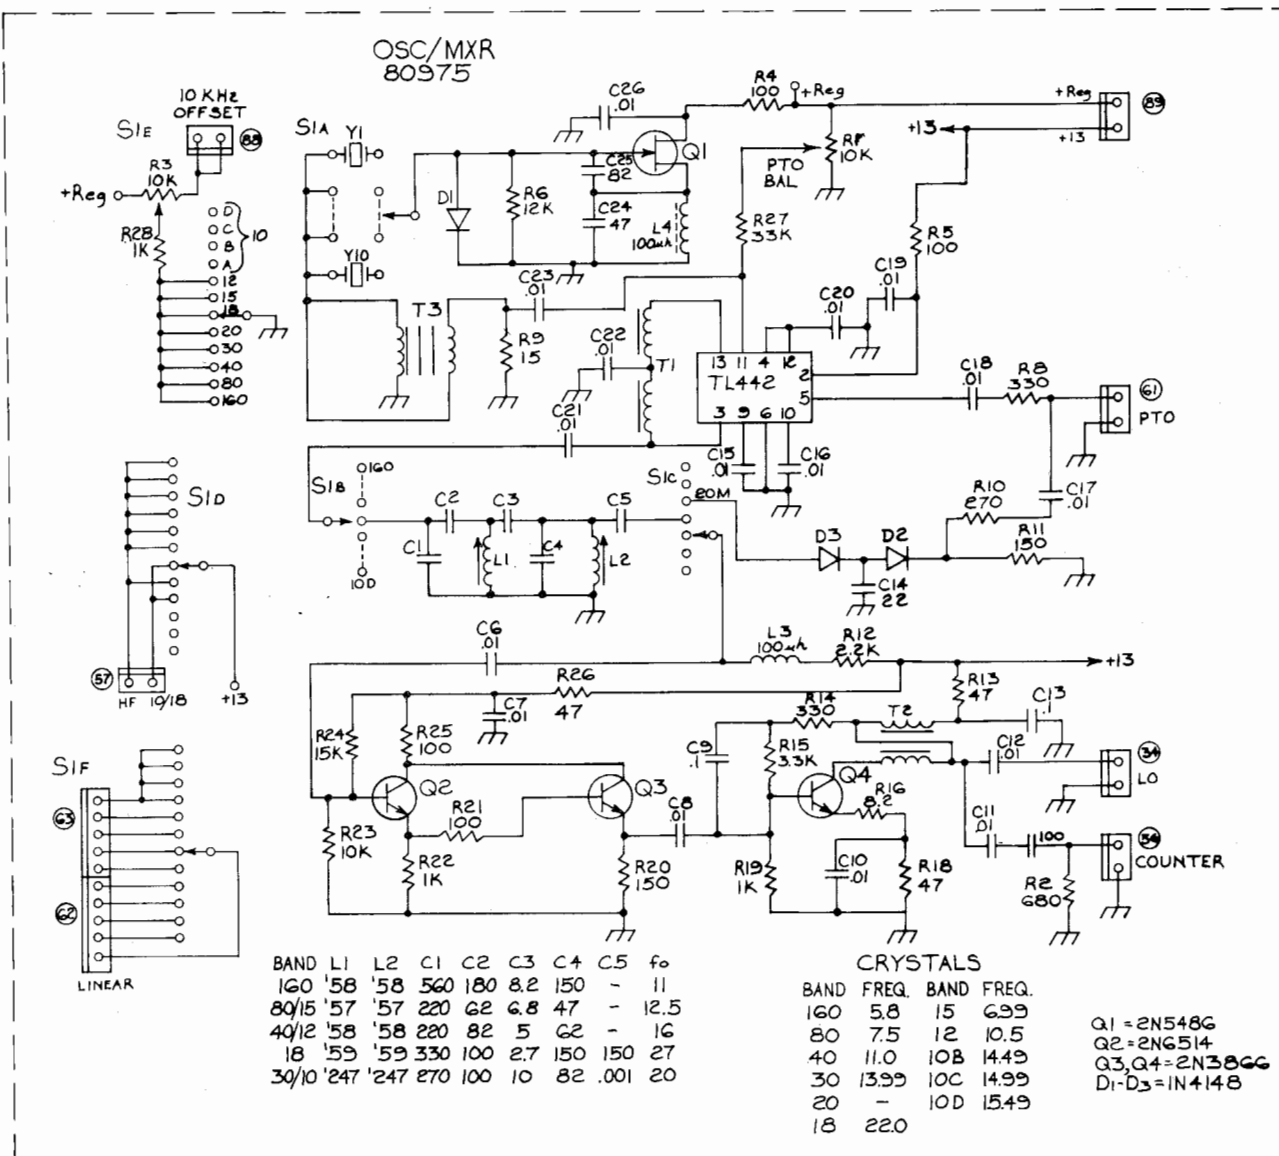 OSC/MXR
80975
10 KHz
OFFSET
88
S1E
R3
10K
+Reg
R28
1K
D
C
B
A
10
12
15
18
20
30
40
80
160
S1A
Y1
Y10
D1
R6
12K
C26
.01
C25
82
C24
47
L4
100uh
Q1
R4
100
+Reg
R1
10K
PTO
BAL
R27
33K
+Reg
+13
+13
89
R5
100
C19
.01
C20
.01
T3
R9
15
C23
.01
C22
.01
T1
C21
.01
13 11 4 12
TL442
2
5
3 9 6 10
C15
.01
C16
.01
C18
.01
R8
330
61
PTO
R10
270
C17
.01
R11
150
S1D
57
HF 10/18
+13
S1B
160
10D
C1
C2
C3
C4
C5
L1
L2
S1C
20M
D3
D2
C14
22
C6
.01
L3
100uh
R12
2.2K
+13
R26
47
C7
.01
R24
15K
R25
100
R13
47
C13
.1
R14
330
T2
C9
.1
R15
3.3K
Q2
Q3
Q4
R16
8.2
C12
.01
34
LO
C11
.01
100
54
COUNTER
R2
680
R21
100
R23
10K
R22
1K
R20
150
C8
.01
R19
1K
C10
.01
R18
47
S1F
63
62
LINEAR
BAND L1 L2 C1 C2 C3 C4 C5 fo
160 '58 '58 560 180 8.2 150 - 11
80/15 '57 '57 220 62 6.8 47 - 12.5
40/12 '58 '58 220 82 5 62 - 16
18 '59 '59 330 100 2.7 150 150 27
30/10 '247 '247 270 100 10 82 .001 20
CRYSTALS
BAND FREQ. BAND FREQ.
160 5.8 15 6.99
80 7.5 12 10.5
40 11.0 10B 14.49
30 13.99 10C 14.99
20 - 10D 15.49
18 22.0
Q1=2N5486
Q2=2N6514
Q3,Q4=2N3866
D1-D3=1N4148